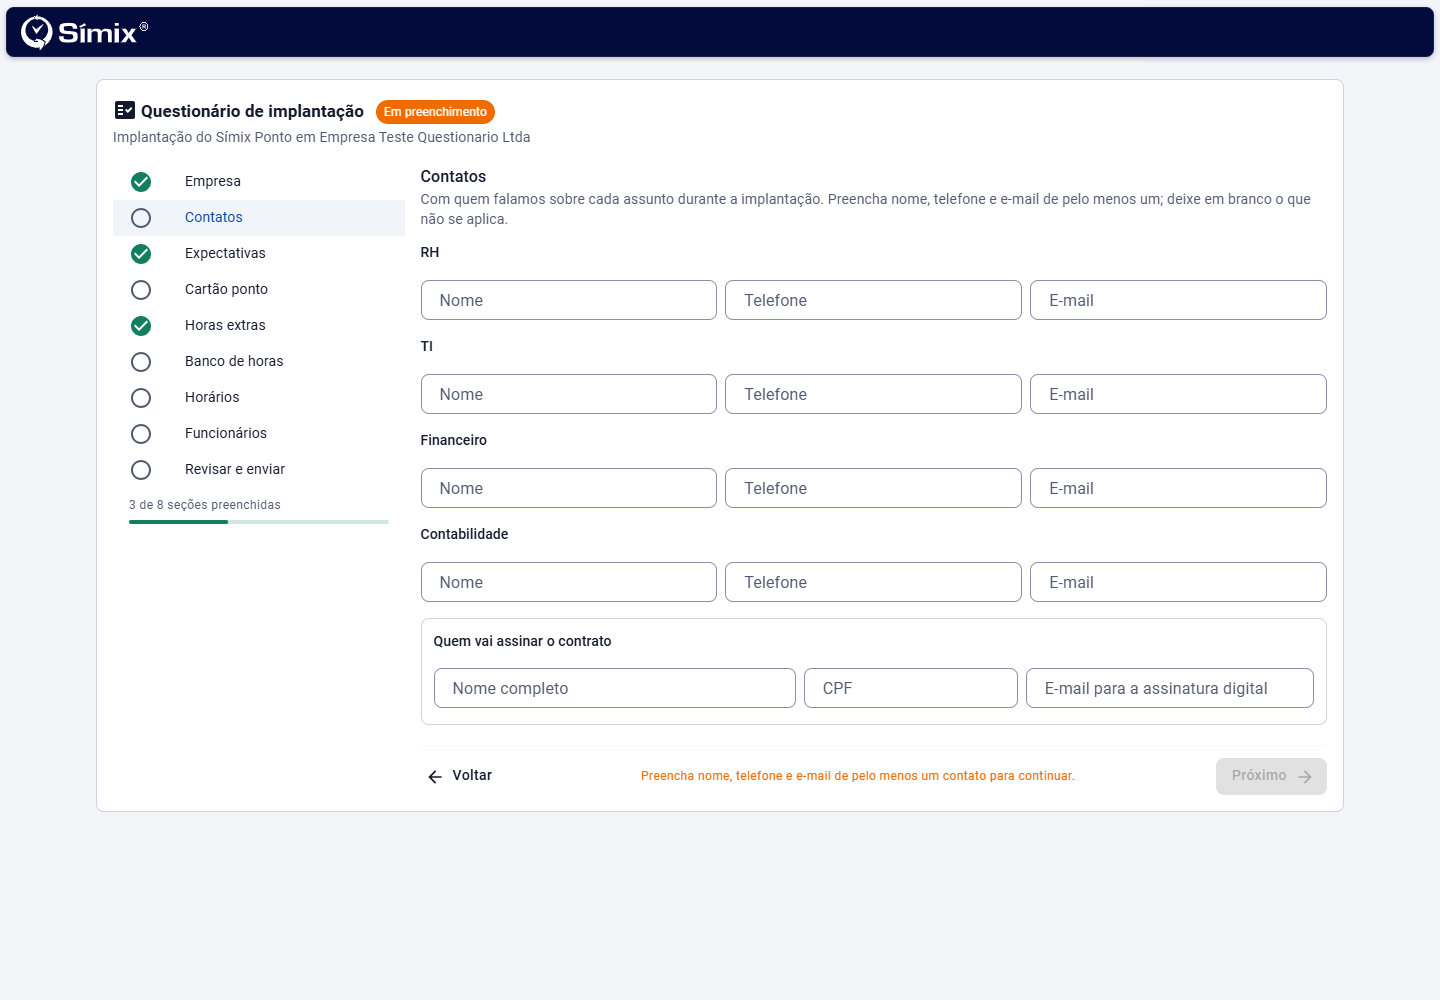 Símix®
Questionário de implantação Em preenchimento
Implantação do Símix Ponto em Empresa Teste Questionario Ltda
Empresa
Contatos
Expectativas
Cartão ponto
Horas extras
Banco de horas
Horários
Funcionários
Revisar e enviar
3 de 8 seções preenchidas
Contatos
Com quem falamos sobre cada assunto durante a implantação. Preencha nome, telefone e e-mail de pelo menos um; deixe em branco o que
não se aplica.
RH
Nome Telefone E-mail
TI
Nome Telefone E-mail
Financeiro
Nome Telefone E-mail
Contabilidade
Nome Telefone E-mail
Quem vai assinar o contrato
Nome completo CPF E-mail para a assinatura digital
Voltar Preencha nome, telefone e e-mail de pelo menos um contato para continuar. Próximo